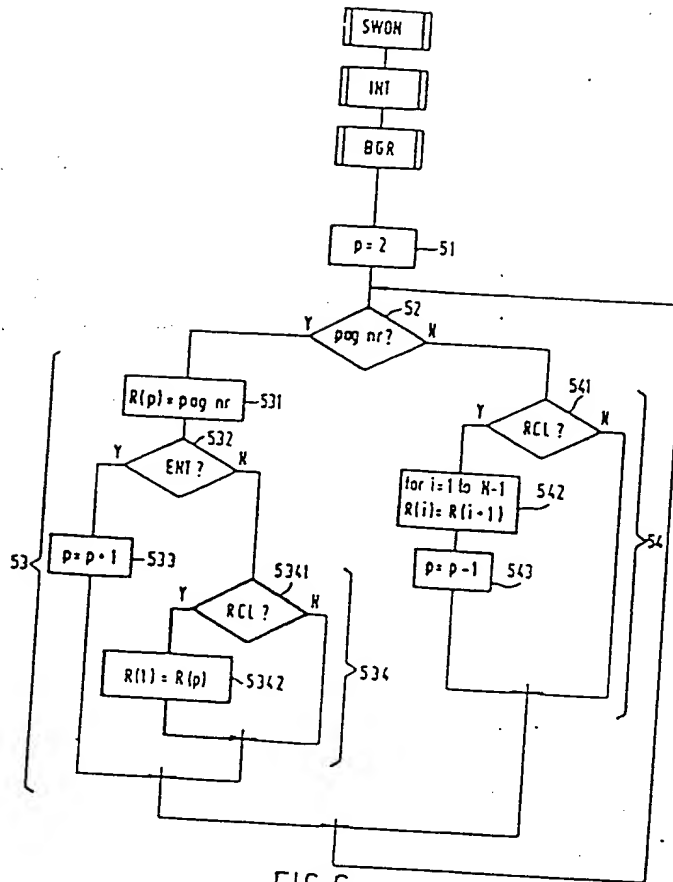 SWON
INT
BGR
p = 2
51
52
pag nr?
Y
N
R(p) = pag nr
531
532
ENT?
Y
N
p = p + 1
533
53
5341
RCL?
Y
N
R(1) = R(p)
5342
534
541
RCL?
Y
N
for i=1 to N-1
R(i) = R(i+1)
542
p = p - 1
543
54